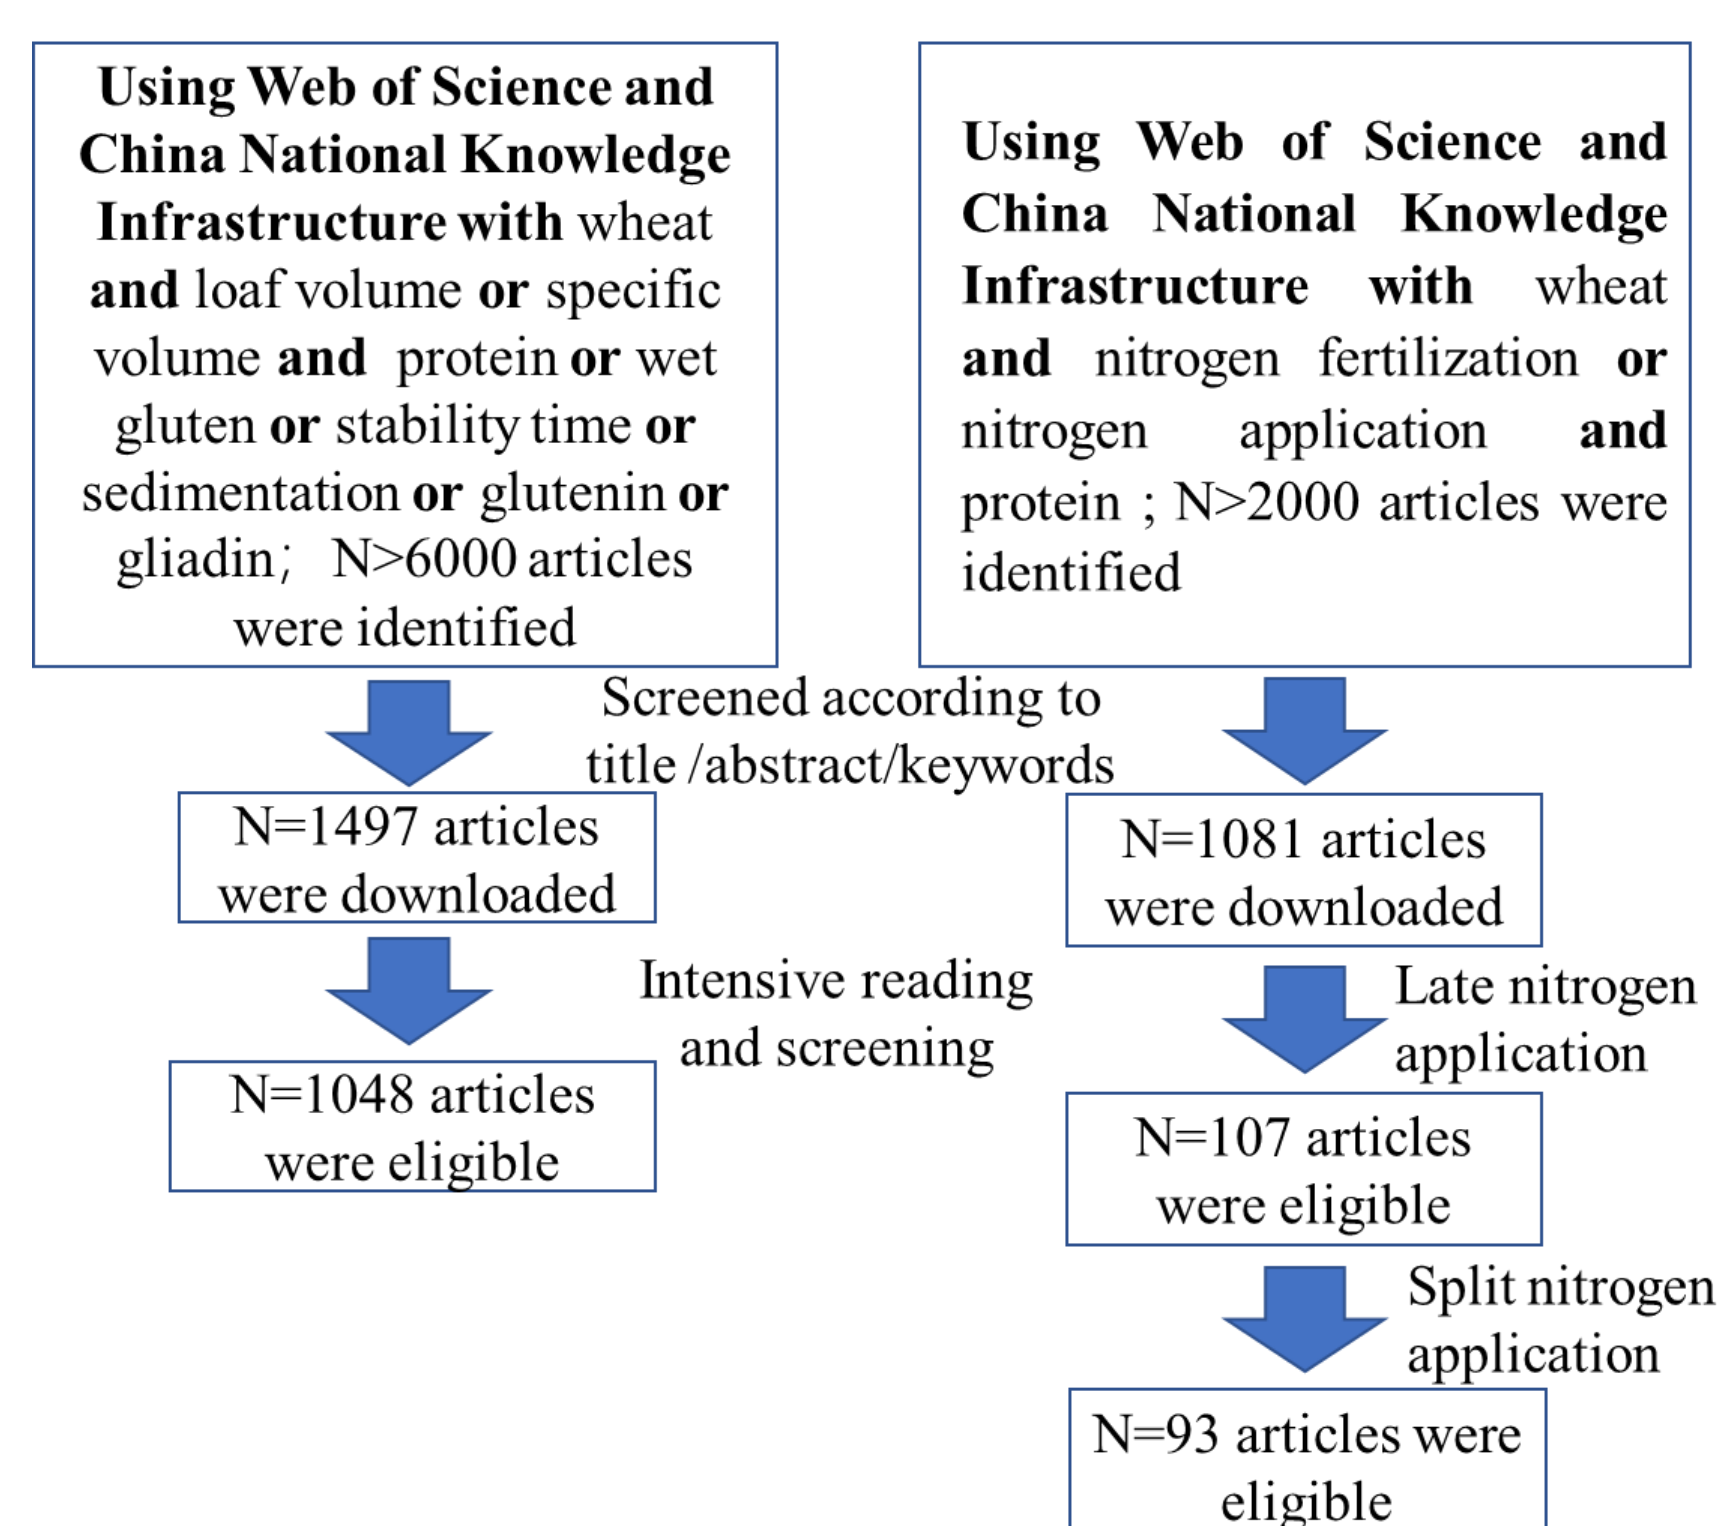 Using Web of Science and
China National Knowledge
Infrastructure with wheat
and loaf volume or specific
volume and protein or wet
gluten or stability time or
sedimentation or glutenin or
gliadin； N>6000 articles
were identified
Using Web of Science and
China National Knowledge
Infrastructure with wheat
and nitrogen fertilization or
nitrogen application and
protein ; N>2000 articles were
identified
Screened according to
title /abstract/keywords
N=1497 articles
were downloaded
N=1081 articles
were downloaded
Intensive reading
and screening
Late nitrogen
application
N=1048 articles
were eligible
N=107 articles
were eligible
Split nitrogen
application
N=93 articles were
eligible